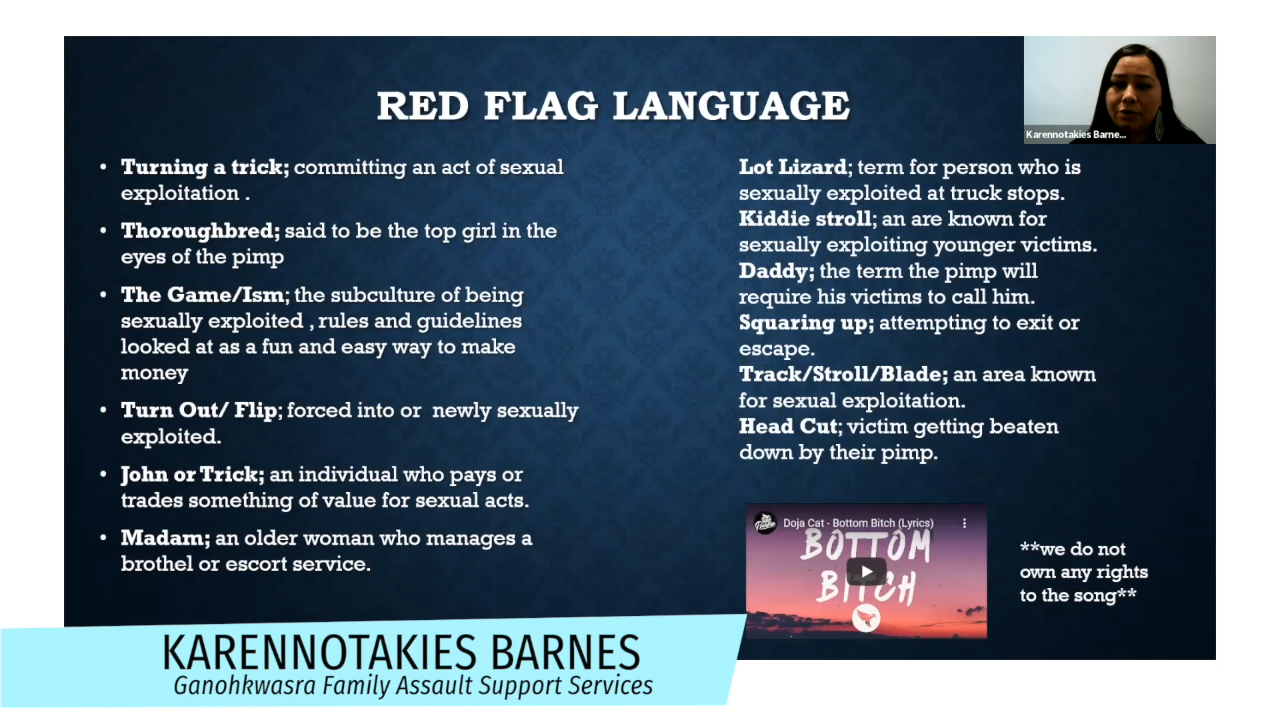 RED FLAG LANGUAGE
Karennotakies Barne...
• Turning a trick; committing an act of sexual
exploitation .
• Thoroughbred; said to be the top girl in the
eyes of the pimp
• The Game/Ism; the subculture of being
sexually exploited , rules and guidelines
looked at as a fun and easy way to make
money
• Turn Out/ Flip; forced into or newly sexually
exploited.
• John or Trick; an individual who pays or
trades something of value for sexual acts.
• Madam; an older woman who manages a
brothel or escort service.
Lot Lizard; term for person who is
sexually exploited at truck stops.
Kiddie stroll; an are known for
sexually exploiting younger victims.
Daddy; the term the pimp will
require his victims to call him.
Squaring up; attempting to exit or
escape.
Track/Stroll/Blade; an area known
for sexual exploitation.
Head Cut; victim getting beaten
down by their pimp.
Doja Cat - Bottom Bitch (Lyrics)
BOTTOM
BITCH
**we do not
own any rights
to the song**
KARENNOTAKIES BARNES
Ganohkwasra Family Assault Support Services